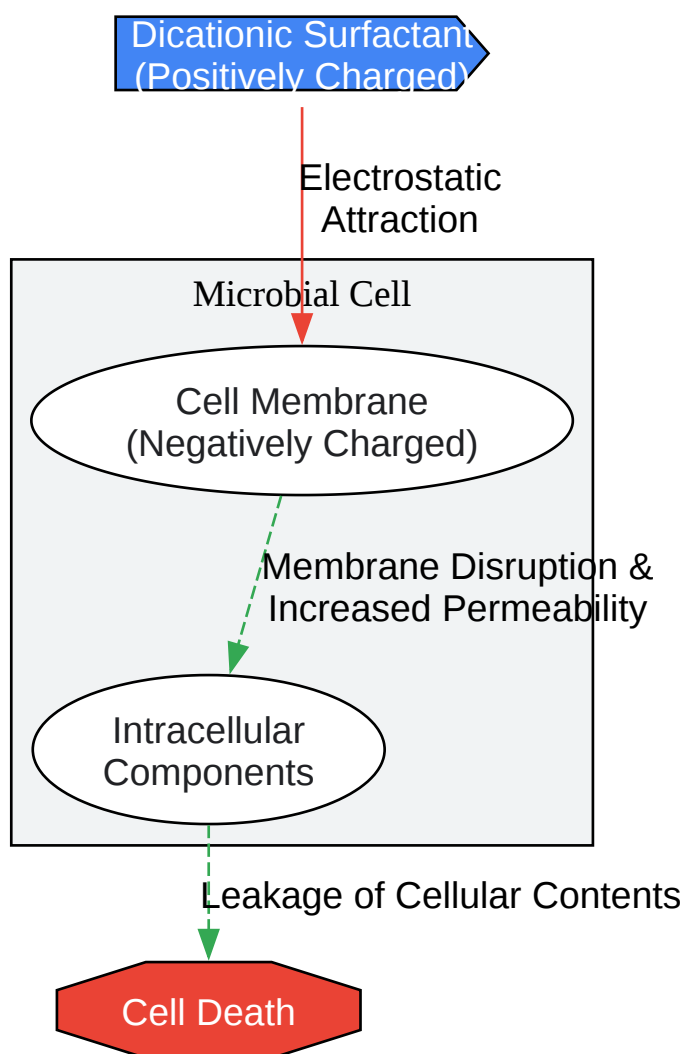 Dicationic Surfactant
(Positively Charged)
Electrostatic
Attraction
Microbial Cell
Cell Membrane
(Negatively Charged)
Membrane Disruption &
Increased Permeability
Intracellular
Components
Leakage of Cellular Contents
Cell Death